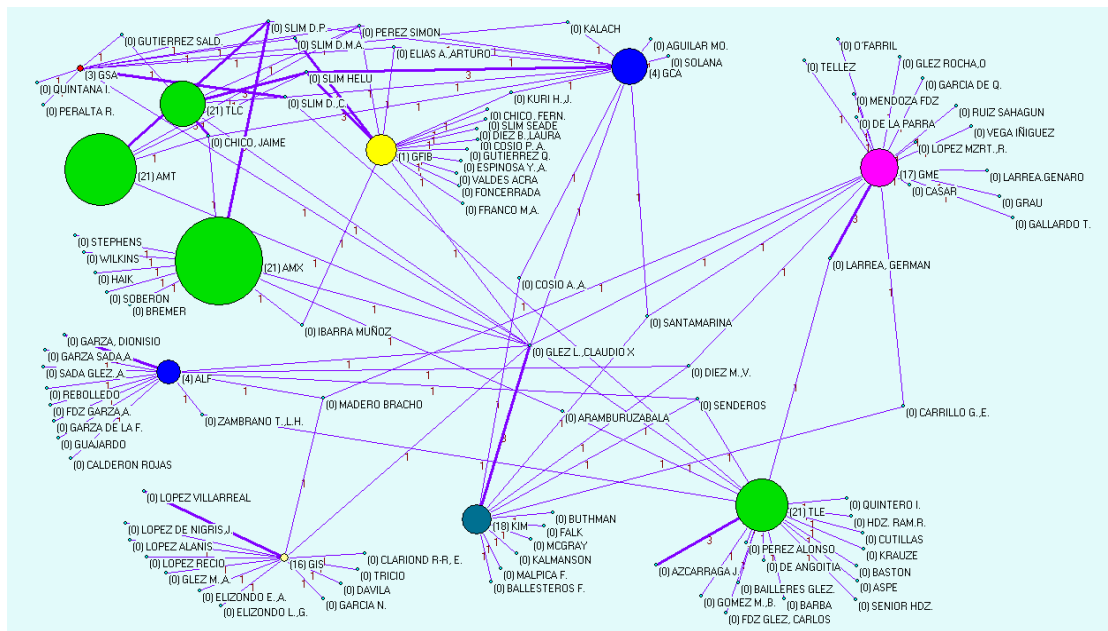 (0) SLIM D.P.
(0) PEREZ SIMON
(0) KALACH
(0) GUTIERREZ SALD.
(0) SLIM D.M.A.
(0) ELIAS A.,ARTURO
(0) AGUILAR MO.
(0) SOLANA
(0) O'FARRIL
(0) TELLEZ
(0) GLEZ ROCHA,O
(3) GSA
(0) SLIM HELU
(4) GCA
(0) QUINTANA I.
(0) GARCIA DE Q.
(0) PERALTA R.
(21) TLC
(0) SLIM D.,C.
(0) KURI H.,J.
(0) MENDOZA FDZ
(0) CHICO, FERN.
(0) RUIZ SAHAGUN
(0) SLIM SEADE
(0) DE LA PARRA
(0) DIEZ B.,LAURA
(0) VEGA IÑIGUEZ
(0) CHICO, JAIME
(0) COSIO P.,A.
(0) LOPEZ MZRT.,R.
(1) GFIB
(0) GUTIERREZ Q.
(0) ESPINOSA Y.,A.
(21) AMT
(0) VALDES ACRA
(17) GME
(0) LARREA.GENARO
(0) FONCERRADA
(0) CASAR
(0) GRAU
(0) FRANCO M,A.
(0) GALLARDO T.
(0) STEPHENS
(0) WILKINS
(21) AMX
(0) LARREA, GERMAN
(0) HAIK
(0) COSIO A.,A.
(0) SOBERON
(0) BREMER
(0) IBARRA MUÑOZ
(0) SANTAMARINA
(0) GARZA, DIONISIO
(0) GLEZ L.,CLAUDIO X
(0) GARZA SADA,A.
(0) DIEZ M.,V.
(0) SADA GLEZ.,A.
(4) ALF
(0) REBOLLEDO
(0) MADERO BRACHO
(0) SENDEROS
(0) FDZ GARZA,A.
(0) ZAMBRANO T.,L.H.
(0) ARAMBURUZABALA
(0) CARRILLO G.,E.
(0) GARZA DE LA F.
(0) GUAJARDO
(0) CALDERON ROJAS
(0) LOPEZ VILLARREAL
(0) QUINTERO I.
(21) TLE
(0) LOPEZ DE NIGRIS,J.
(18) KIM
(0) BUTHMAN
(0) HDZ. RAM.R.
(0) FALK
(0) CUTILLAS
(0) LOPEZ ALANIS
(0) MCGRAY
(0) PEREZ ALONSO
(0) KRAUZE
(0) LOPEZ RECIO
(16) GIS
(0) CLARIOND R-R, E.
(0) KALMANSON
(0) AZCARRAGA J.
(0) DE ANGOITIA
(0) BASTON
(0) GLEZ M.,A.
(0) TRICIO
(0) MALPICA F.
(0) ASPE
(0) ELIZONDO E.,A.
(0) DAVILA
(0) BALLESTEROS F.
(0) BAILLERES GLEZ.
(0) GOMEZ M.,B.
(0) BARBA
(0) SENIOR HDZ.
(0) ELIZONDO L.,G.
(0) GARCIA N.
(0) FDZ GLEZ, CARLOS